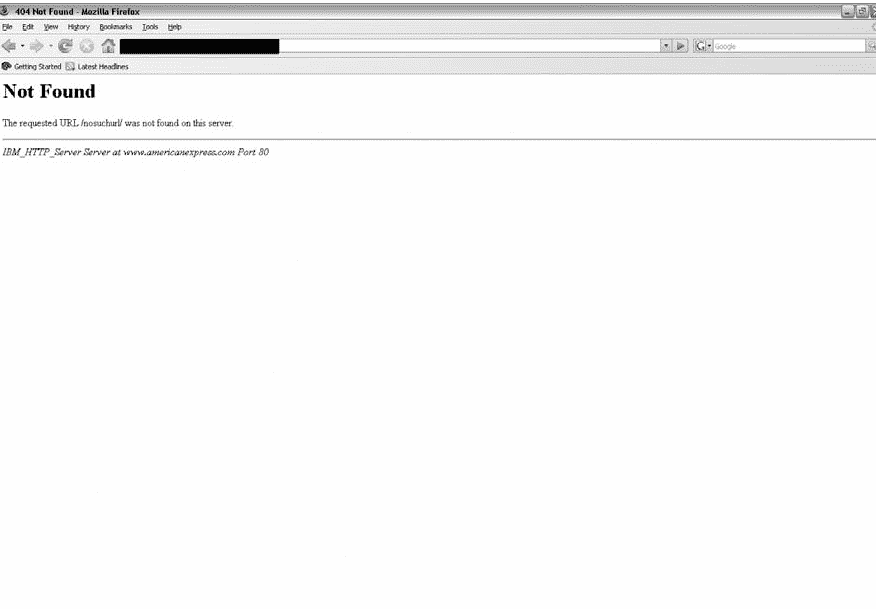 404 Not Found - Mozilla Firefox
File Edit View History Bookmarks Tools Help
G Google
Getting Started Latest Headlines
Not Found
The requested URL /nosuchurl/ was not found on this server.
IBM_HTTP_Server Server at www.americanexpress.com Port 80